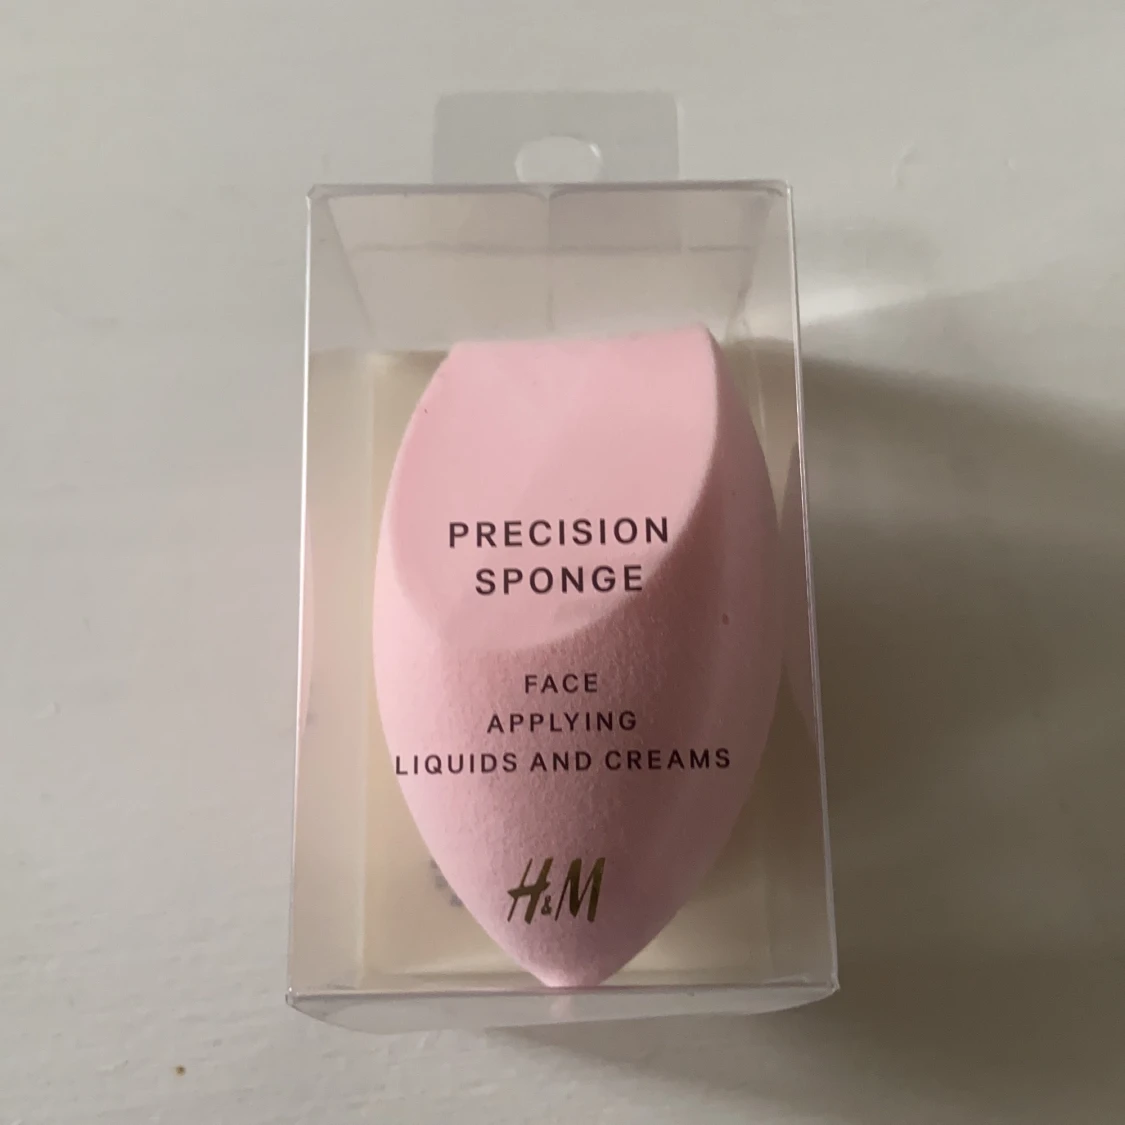 PRECISION
SPONGE
FACE
APPLYING
LIQUIDS AND CREAMS
H&M